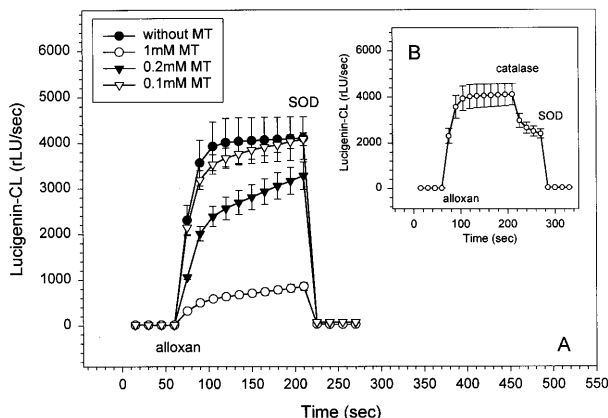 without MT
1mM MT
0.2mM MT
0.1mM MT
SOD
alloxan
A
Lucigenin-CL (rLU/sec)
6000
5000
4000
3000
2000
1000
0
0 50 100 150 200 250 300 350 400 450 500 550
Time (sec)
B
catalase
SOD
alloxan
Lucigenin-CL (rLU/sec)
6000
4000
2000
0
0 100 200 300
Time (sec)